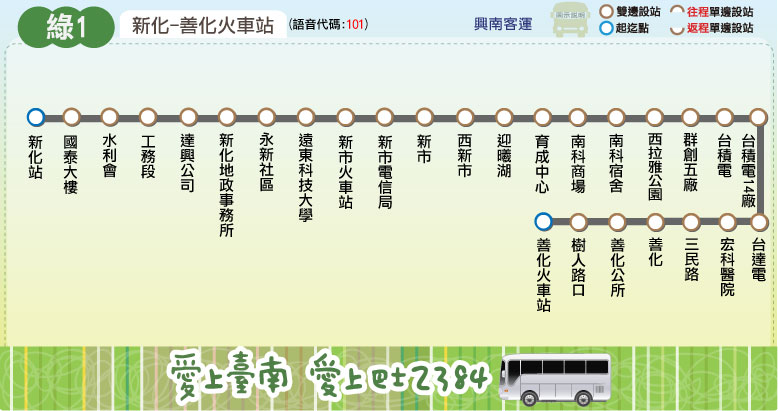 綠1
新化-善化火車站
(語音代碼:101)
興南客運
圖示說明
雙邊設站
往程單邊設站
起迄點
返程單邊設站
新化站
國泰大樓
水利會
工務段
達興公司
新化地政事務所
永新社區
遠東科技大學
新市火車站
新市電信局
新市
西新市
迎曦湖
育成中心
南科商場
南科宿舍
西拉雅公園
群創五廠
台積電
台積電14廠
善化火車站
樹人路口
善化公所
善化
三民路
宏科醫院
台達電
愛上臺南 愛上巴士2384